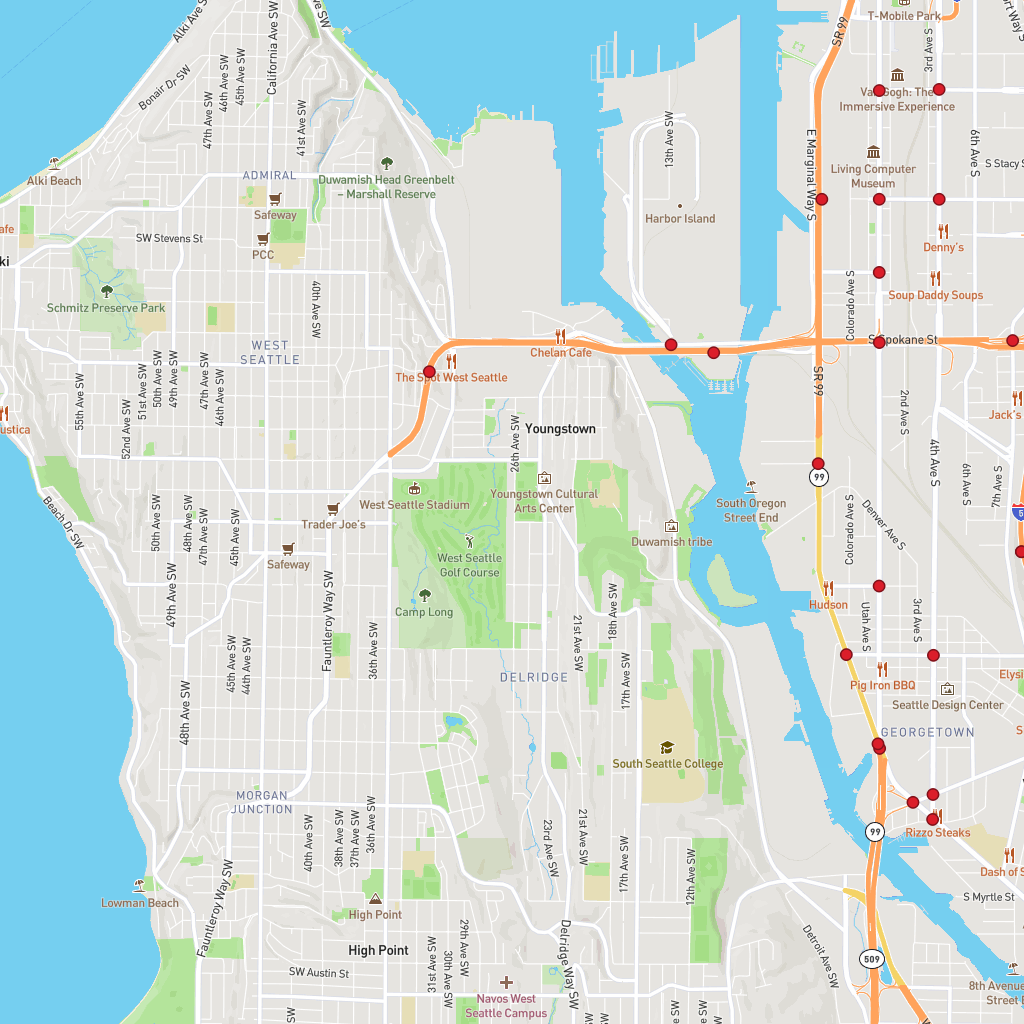 Alki Ave SW
Ave SW
California Ave SW
SR 99
T-Mobile Park
3rd Ave S
Bonair Dr SW
47th Ave SW
46th Ave SW
45th Ave SW
41st Ave SW
13th Ave SW
E Marginal Way S
Van Gogh: The
Immersive Experience
6th Ave S
S Stacy S
Alki Beach
ADMIRAL
Duwamish Head Greenbelt
– Marshall Reserve
Living Computer
Museum
Safeway
Harbor Island
SW Stevens St
PCC
Denny's
Schmitz Preserve Park
40th Ave SW
Colorado Ave S
Soup Daddy Soups
WEST
SEATTLE
Chelan Cafe
S Spokane St
The Spot West Seattle
55th Ave SW
52nd Ave SW
51st Ave SW
50th Ave SW
49th Ave SW
47th Ave SW
46th Ave SW
SR 99
2nd Ave S
Jack's
26th Ave SW
Youngstown
4th Ave S
6th Ave S
7th Ave S
99
West Seattle Stadium
Youngstown Cultural
Arts Center
South Oregon
Street End
Beach Dr SW
Trader Joe's
50th Ave SW
48th Ave SW
47th Ave SW
45th Ave SW
Duwamish tribe
Colorado Ave S
Denver Ave S
5
Safeway
West Seattle
Golf Course
49th Ave SW
Fauntleroy Way SW
Camp Long
Hudson
18th Ave SW
Utah Ave S
3rd Ave S
45th Ave SW
44th Ave SW
36th Ave SW
21st Ave SW
17th Ave SW
48th Ave SW
DELRIDGE
Pig Iron BBQ
Elysi
Seattle Design Center
GEORGETOWN
South Seattle College
MORGAN
JUNCTION
40th Ave SW
38th Ave SW
37th Ave SW
36th Ave SW
23rd Ave SW
21st Ave SW
17th Ave SW
12th Ave SW
99
Rizzo Steaks
Dash of S
Lowman Beach
Fauntleroy Way SW
High Point
S Myrtle St
High Point
31st Ave SW
30th Ave SW
29th Ave SW
Delridge Way SW
Detroit Ave SW
509
SW Austin St
Navos West
Seattle Campus
8th Avenue
Street E
SW
SW
SW